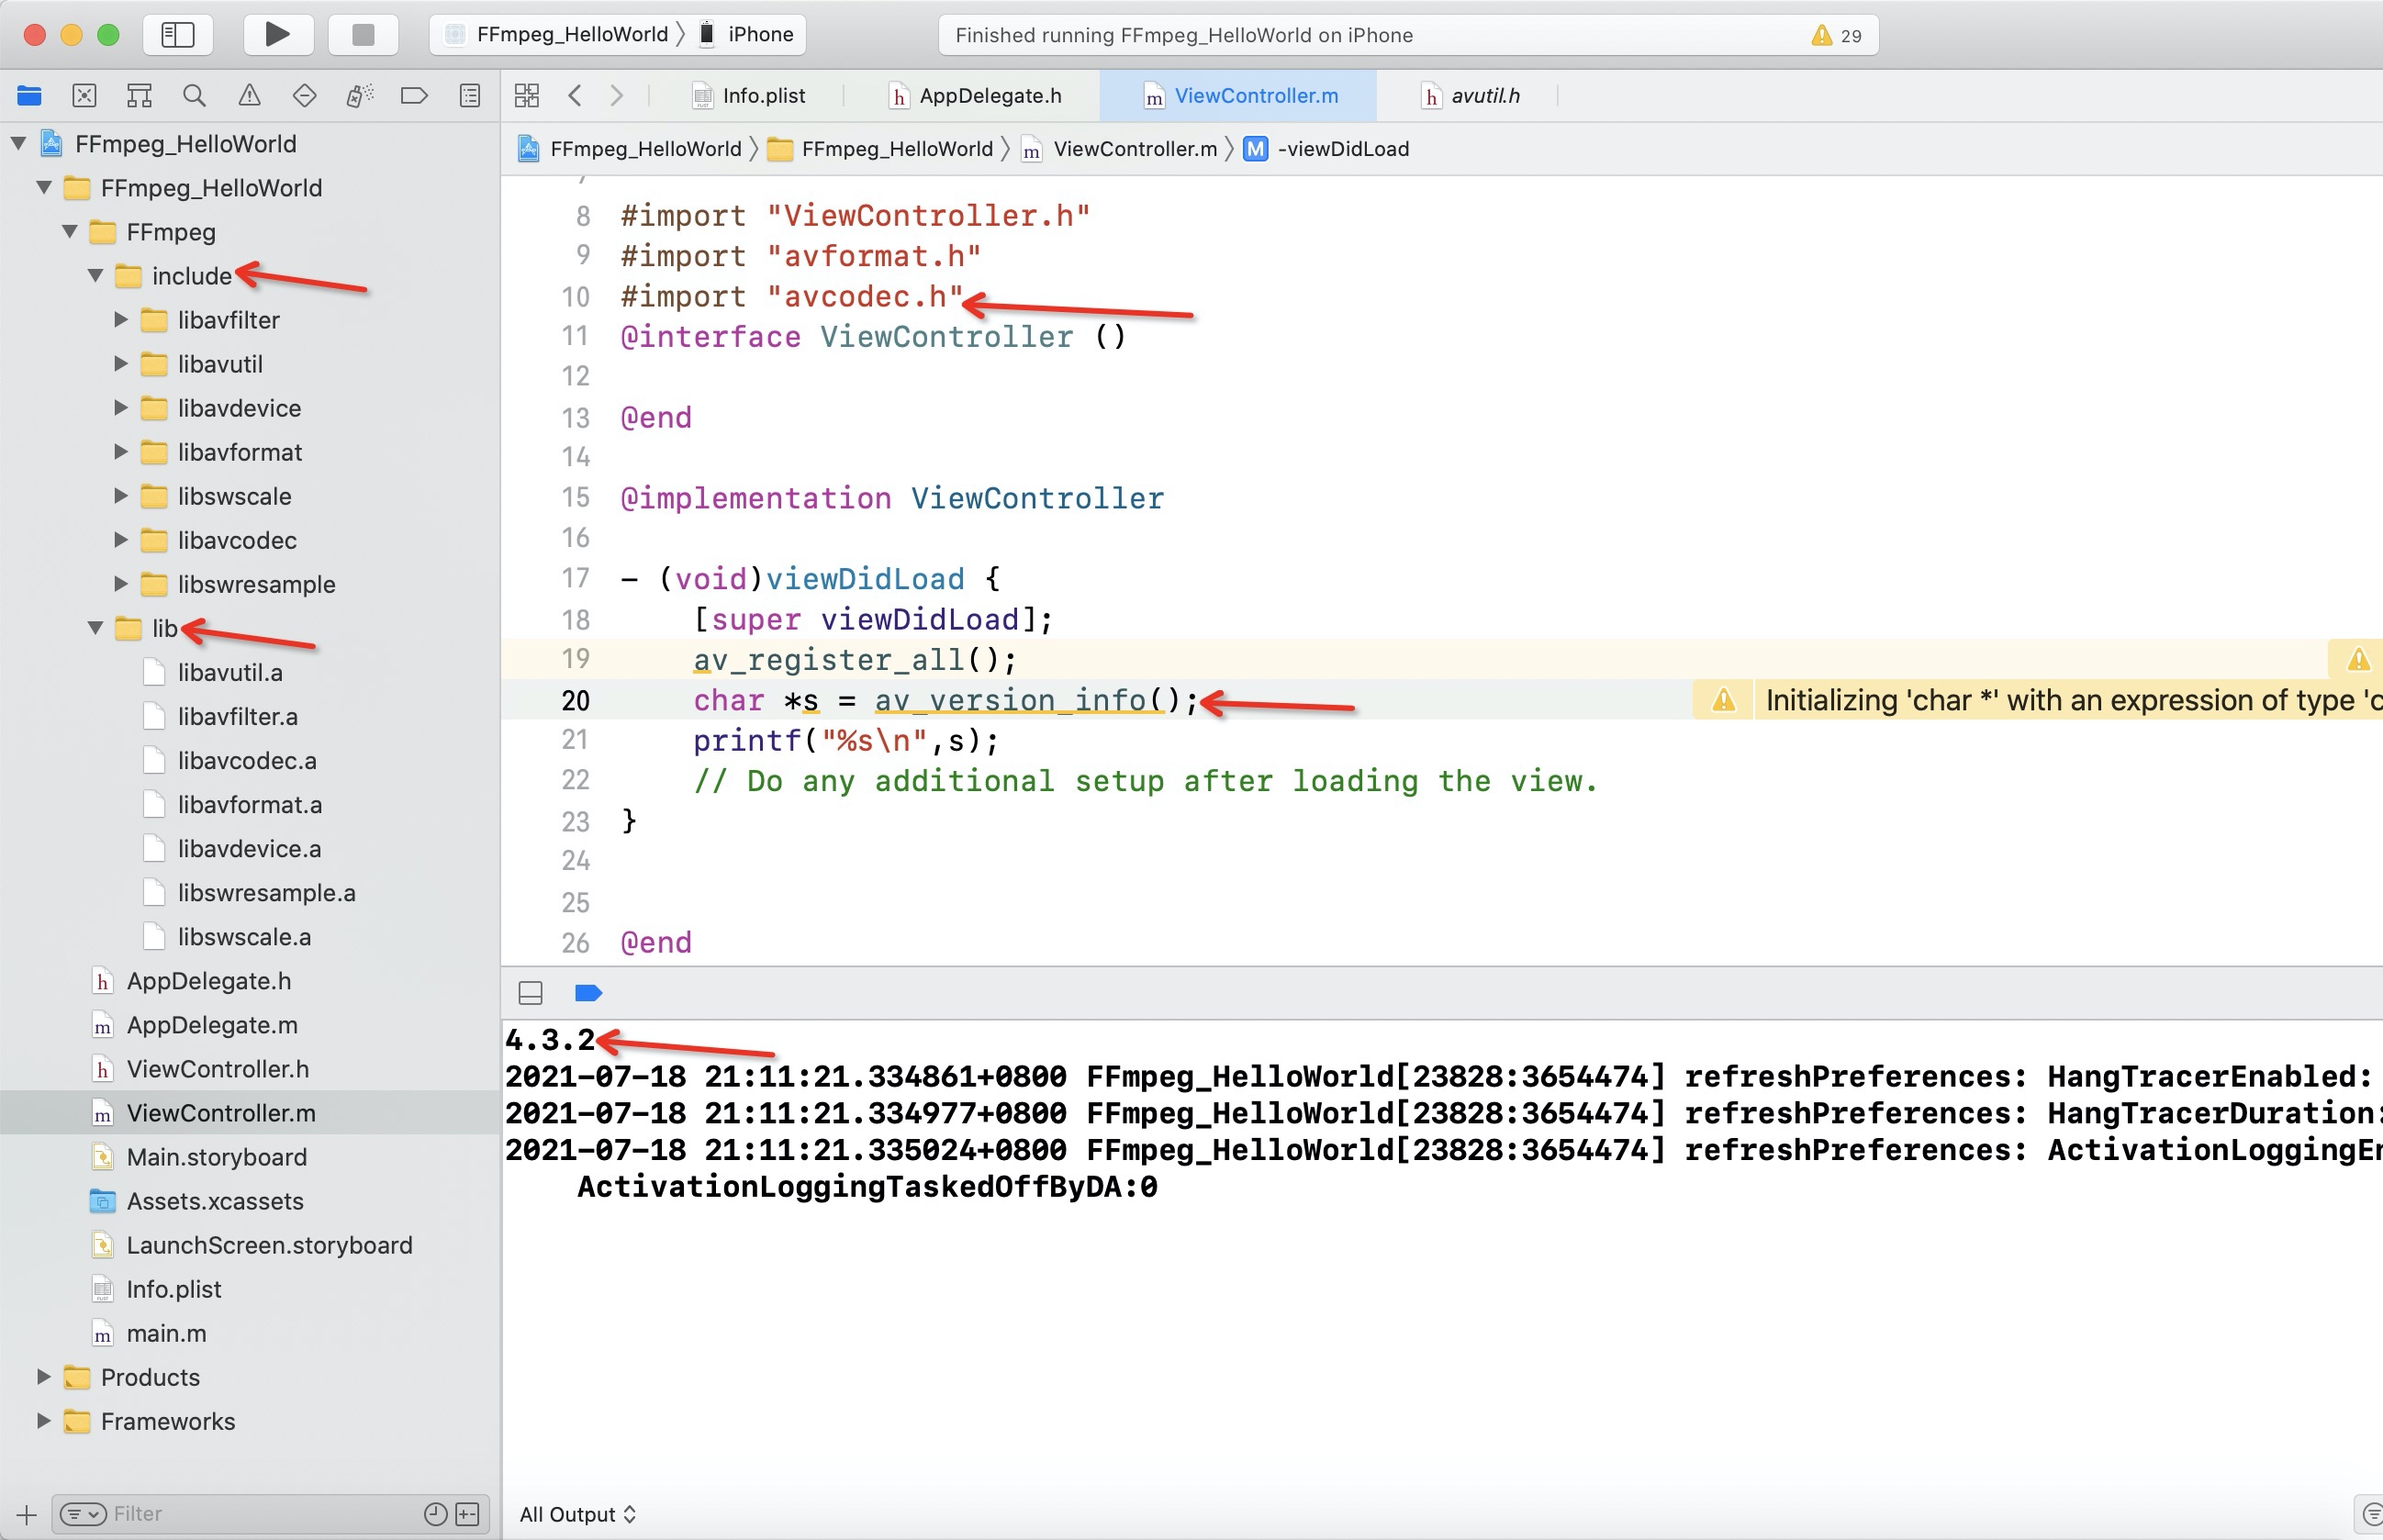 FFmpeg_HelloWorld 〉 iPhone
Finished running FFmpeg_HelloWorld on iPhone
29
Info.plist
AppDelegate.h
ViewController.m
avutil.h
FFmpeg_HelloWorld 〉 FFmpeg_HelloWorld 〉 ViewController.m 〉 M -viewDidLoad
FFmpeg_HelloWorld
FFmpeg_HelloWorld
FFmpeg
include
libavfilter
libavutil
libavdevice
libavformat
libswscale
libavcodec
libswresample
lib
libavutil.a
libavfilter.a
libavcodec.a
libavformat.a
libavdevice.a
libswresample.a
libswscale.a
AppDelegate.h
AppDelegate.m
ViewController.h
ViewController.m
Main.storyboard
Assets.xcassets
LaunchScreen.storyboard
Info.plist
main.m
Products
Frameworks
Filter
8 #import "ViewController.h"
9 #import "avformat.h"
10 #import "avcodec.h"
11 @interface ViewController ()
12
13 @end
14
15 @implementation ViewController
16
17 - (void)viewDidLoad {
18 [super viewDidLoad];
19 av_register_all();
20 char *s = av_version_info();
Initializing 'char *' with an expression of type 'c
21 printf("%s\n",s);
22 // Do any additional setup after loading the view.
23 }
24
25
26 @end
4.3.2
2021-07-18 21:11:21.334861+0800 FFmpeg_HelloWorld[23828:3654474] refreshPreferences: HangTracerEnabled:
2021-07-18 21:11:21.334977+0800 FFmpeg_HelloWorld[23828:3654474] refreshPreferences: HangTracerDuration:
2021-07-18 21:11:21.335024+0800 FFmpeg_HelloWorld[23828:3654474] refreshPreferences: ActivationLoggingEn
ActivationLoggingTaskedOffByDA:0
All Output